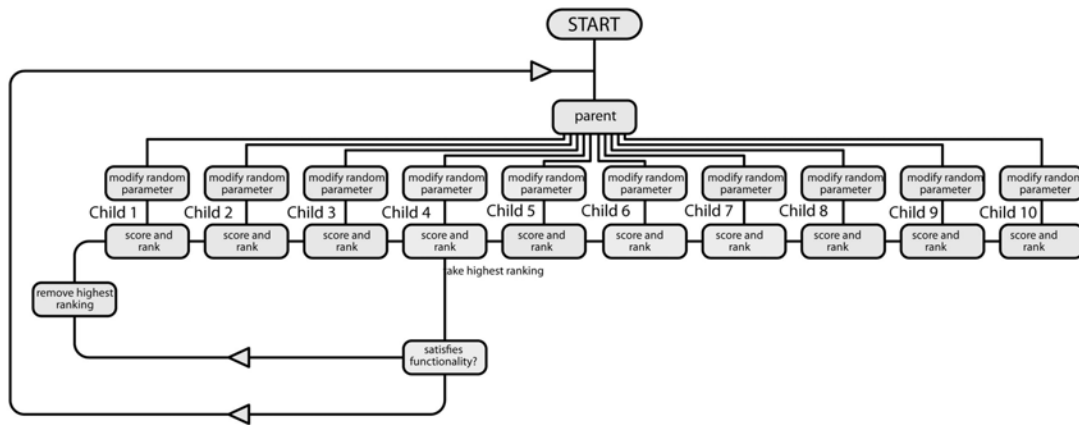 START
parent
modify random
parameter
modify random
parameter
modify random
parameter
modify random
parameter
modify random
parameter
modify random
parameter
modify random
parameter
modify random
parameter
modify random
parameter
modify random
parameter
Child 1
Child 2
Child 3
Child 4
Child 5
Child 6
Child 7
Child 8
Child 9
Child 10
score and
rank
score and
rank
score and
rank
score and
rank
score and
rank
score and
rank
score and
rank
score and
rank
score and
rank
score and
rank
ake highest ranking
remove highest
ranking
satisfies
functionality?